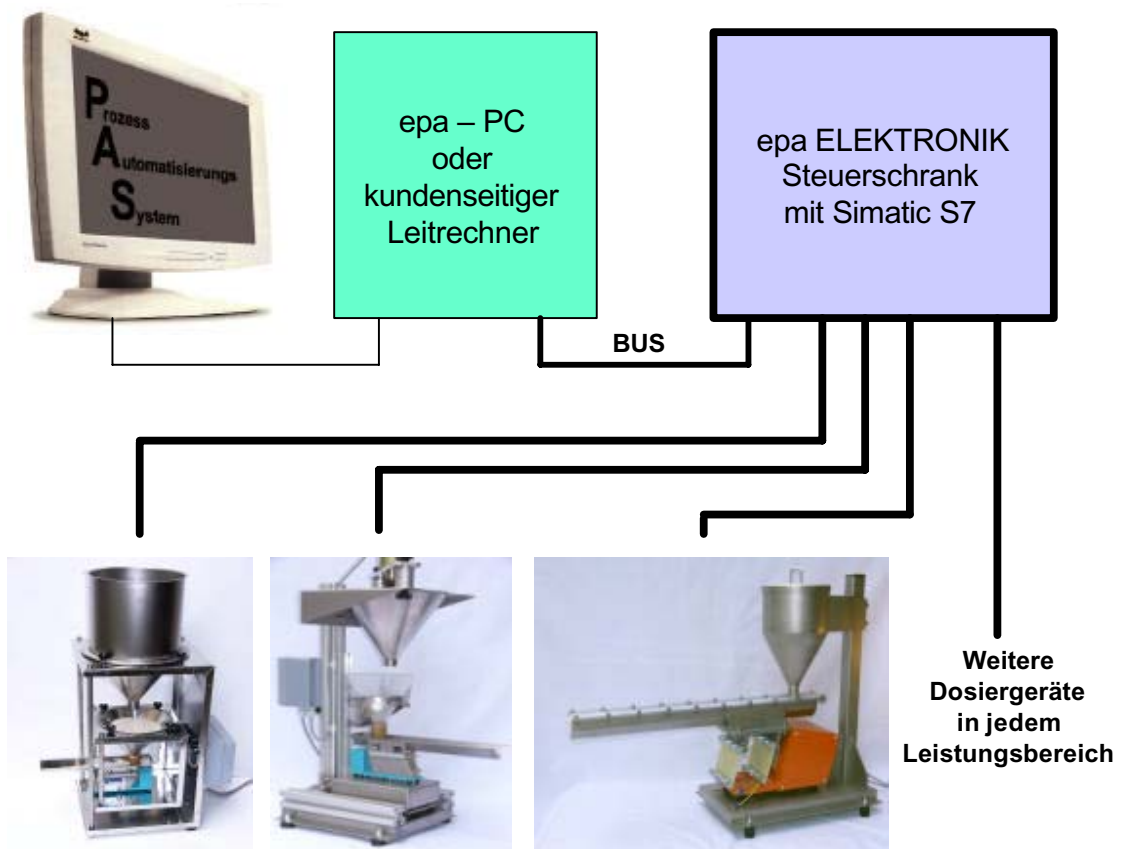 Prozess
Automatisierungs
System
epa – PC
oder
kundenseitiger
Leitrechner
epa ELEKTRONIK
Steuerschrank
mit Simatic S7
BUS
Weitere
Dosiergeräte
in jedem
Leistungsbereich